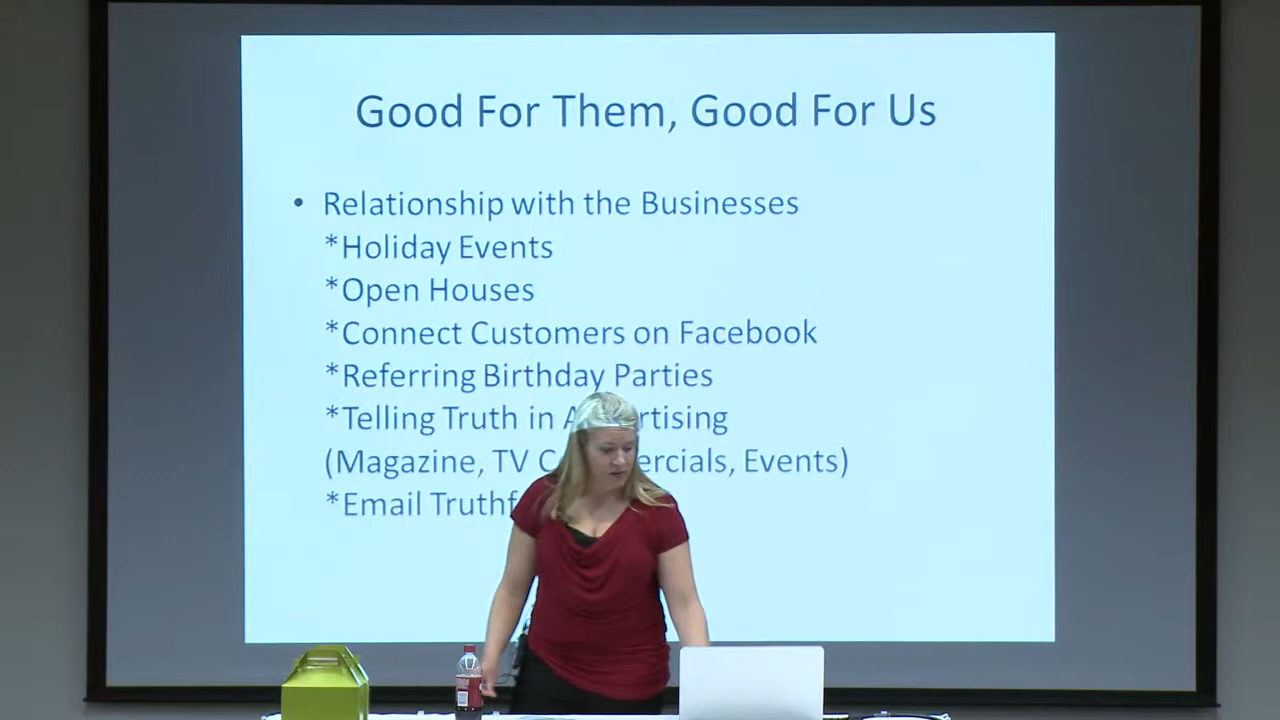 Good For Them, Good For Us
• Relationship with the Businesses
*Holiday Events
*Open Houses
*Connect Customers on Facebook
*Referring Birthday Parties
*Telling Truth in
(Magazine, TV Events)
*Email